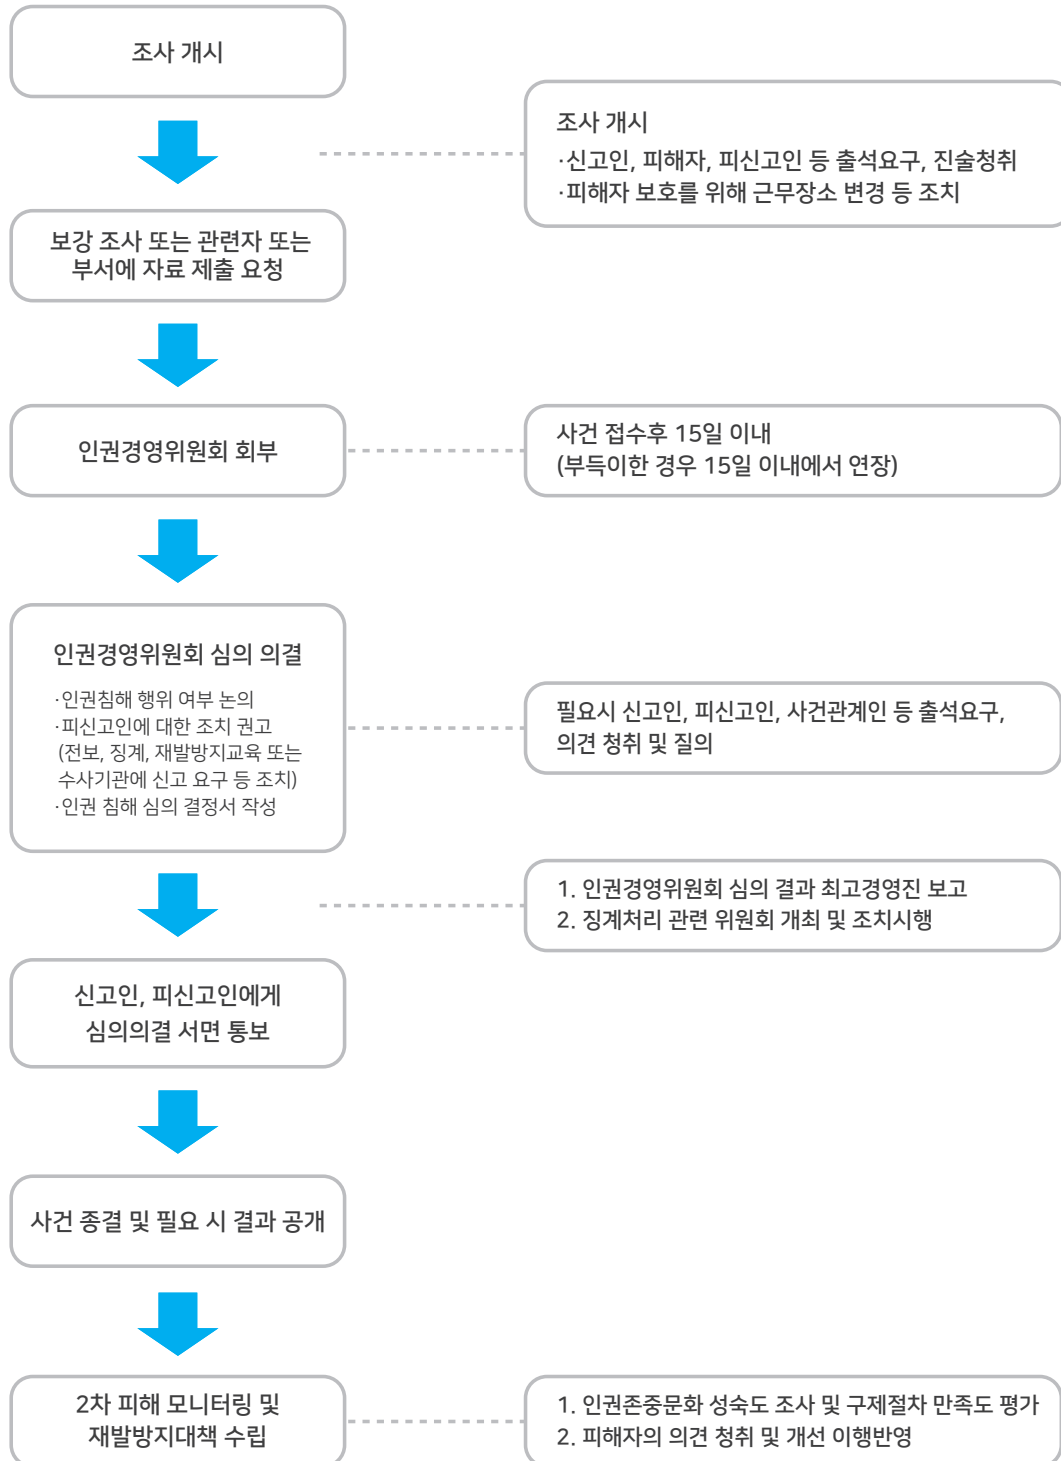 조사 개시
조사 개시
·신고인, 피해자, 피신고인 등 출석요구, 진술청취
·피해자 보호를 위해 근무장소 변경 등 조치
보강 조사 또는 관련자 또는
부서에 자료 제출 요청
인권경영위원회 회부
사건 접수후 15일 이내
(부득이한 경우 15일 이내에서 연장)
인권경영위원회 심의 의결
·인권침해 행위 여부 논의
·피신고인에 대한 조치 권고
(전보, 징계, 재발방지교육 또는
수사기관에 신고 요구 등 조치)
·인권 침해 심의 결정서 작성
필요시 신고인, 피신고인, 사건관계인 등 출석요구,
의견 청취 및 질의
1. 인권경영위원회 심의 결과 최고경영진 보고
2. 징계처리 관련 위원회 개최 및 조치시행
신고인, 피신고인에게
심의의결 서면 통보
사건 종결 및 필요 시 결과 공개
2차 피해 모니터링 및
재발방지대책 수립
1. 인권존중문화 성숙도 조사 및 구제절차 만족도 평가
2. 피해자의 의견 청취 및 개선 이행반영